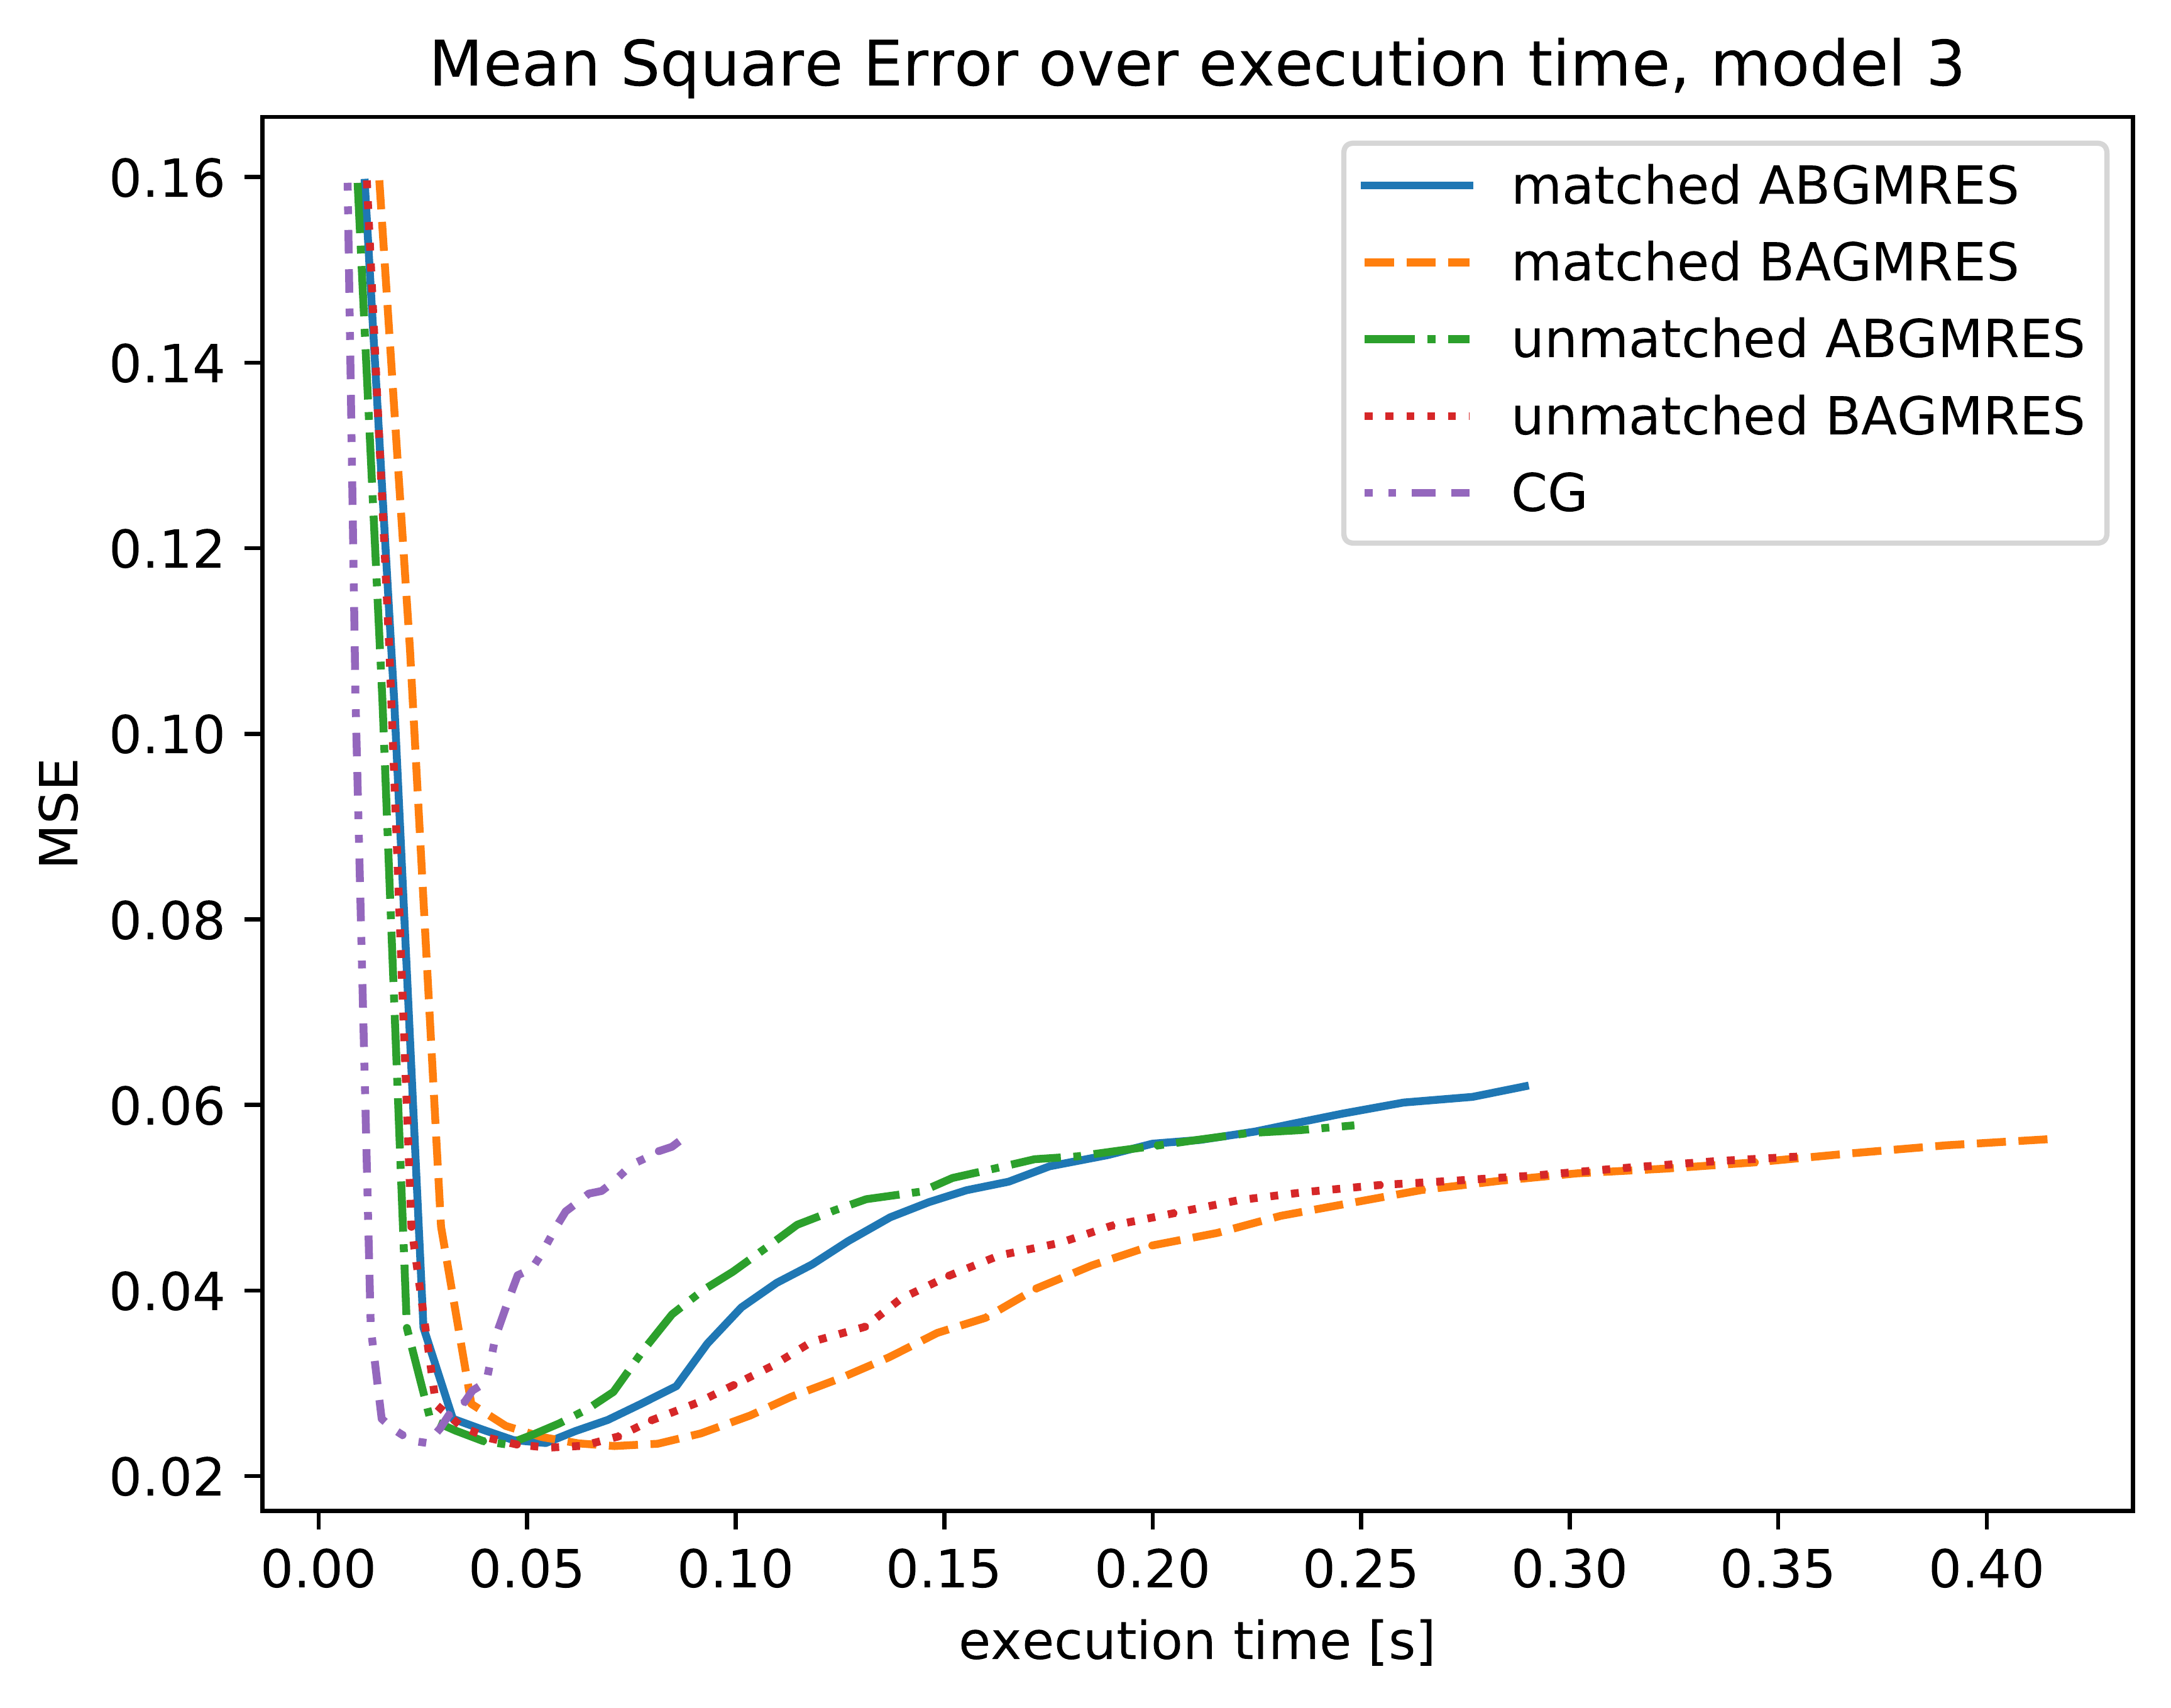 Mean Square Error over execution time, model 3
matched ABGMRES
matched BAGMRES
unmatched ABGMRES
unmatched BAGMRES
CG
MSE
0.16
0.14
0.12
0.10
0.08
0.06
0.04
0.02
0.00 0.05 0.10 0.15 0.20 0.25 0.30 0.35 0.40
execution time [s]